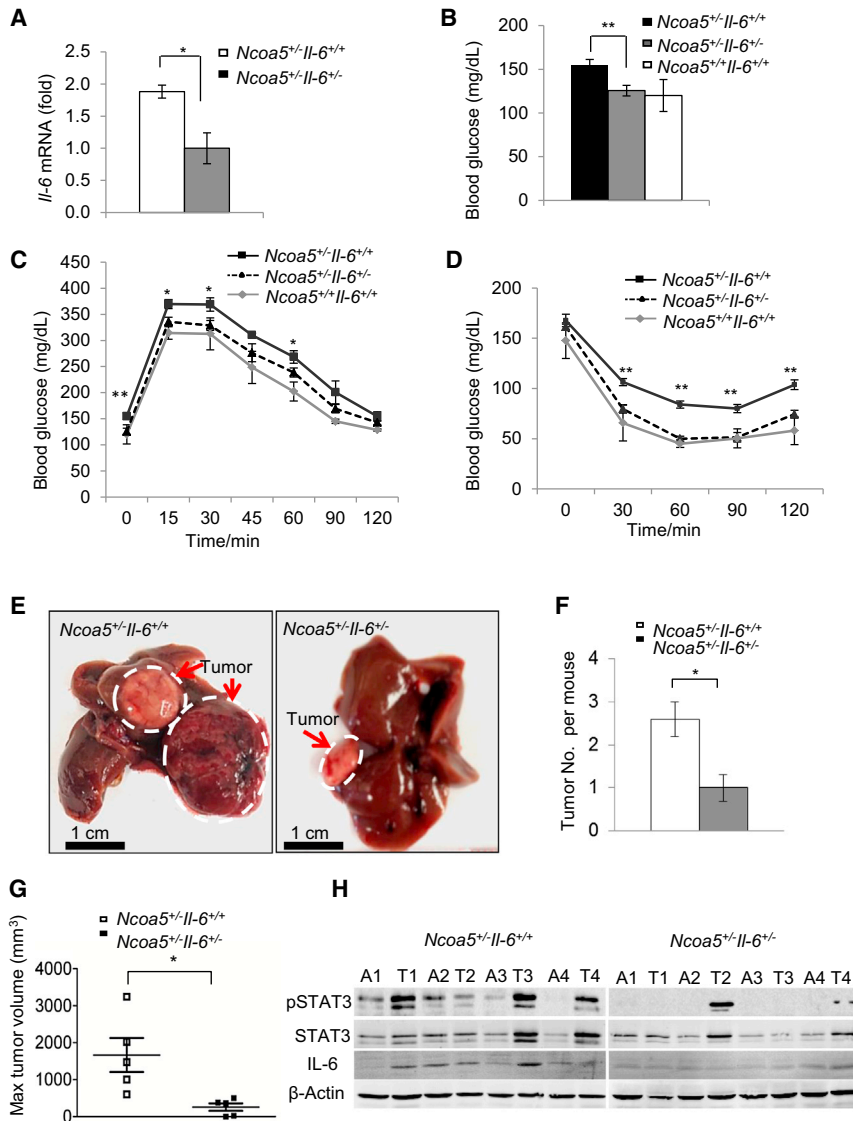 A
Il-6 mRNA (fold)
2.5
2.0
1.5
1.0
0.5
0.0
*
Ncoa5+/-Il-6+/+
Ncoa5+/-Il-6+/-
B
Blood glucose (mg/dL)
200
150
100
50
0
**
Ncoa5+/-Il-6+/+
Ncoa5+/-Il-6+/-
Ncoa5+/+Il-6+/+
C
Blood glucose (mg/dL)
450
400
350
300
250
200
150
100
50
0
**
*
*
*
Ncoa5+/-Il-6+/+
Ncoa5+/-Il-6+/-
Ncoa5+/+Il-6+/+
0 15 30 45 60 90 120
Time/min
D
Blood glucose (mg/dL)
200
150
100
50
0
**
**
**
**
Ncoa5+/-Il-6+/+
Ncoa5+/-Il-6+/-
Ncoa5+/+Il-6+/+
0 30 60 90 120
Time/min
E
Ncoa5+/-Il-6+/+
Tumor
1 cm
Ncoa5+/-Il-6+/-
Tumor
1 cm
F
Ncoa5+/-Il-6+/+
Ncoa5+/-Il-6+/-
Tumor No. per mouse
4
3
2
1
0
*
G
Ncoa5+/-Il-6+/+
Ncoa5+/-Il-6+/-
Max tumor volume (mm3)
4000
3000
2000
1000
0
*
H
Ncoa5+/-Il-6+/+
Ncoa5+/-Il-6+/-
A1 T1 A2 T2 A3 T3 A4 T4
A1 T1 A2 T2 A3 T3 A4 T4
pSTAT3
STAT3
IL-6
β-Actin